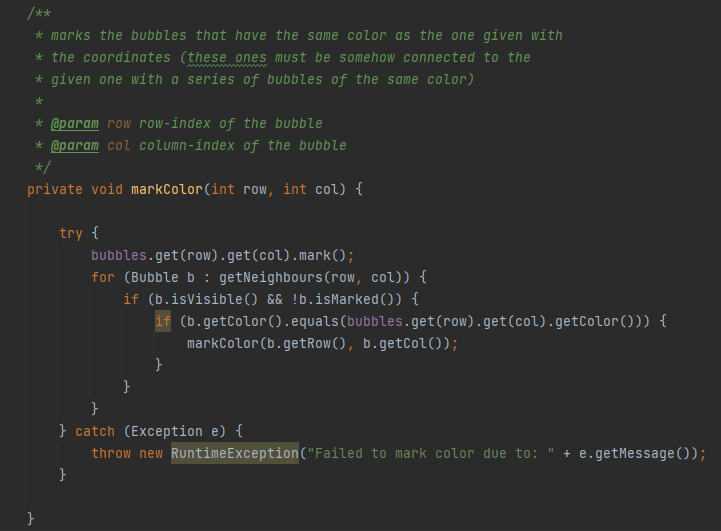 /**
 * marks the bubbles that have the same color as the one given with
 * the coordinates (these ones must be somehow connected to the
 * given one with a series of bubbles of the same color)
 *
 * @param row row-index of the bubble
 * @param col column-index of the bubble
 */
private void markColor(int row, int col) {
    try {
        bubbles.get(row).get(col).mark();
        for (Bubble b : getNeighbours(row, col)) {
            if (b.isVisible() && !b.isMarked()) {
                if (b.getColor().equals(bubbles.get(row).get(col).getColor())) {
                    markColor(b.getRow(), b.getCol());
                }
            }
        }
    } catch (Exception e) {
        throw new RuntimeException("Failed to mark color due to: " + e.getMessage());
    }
}